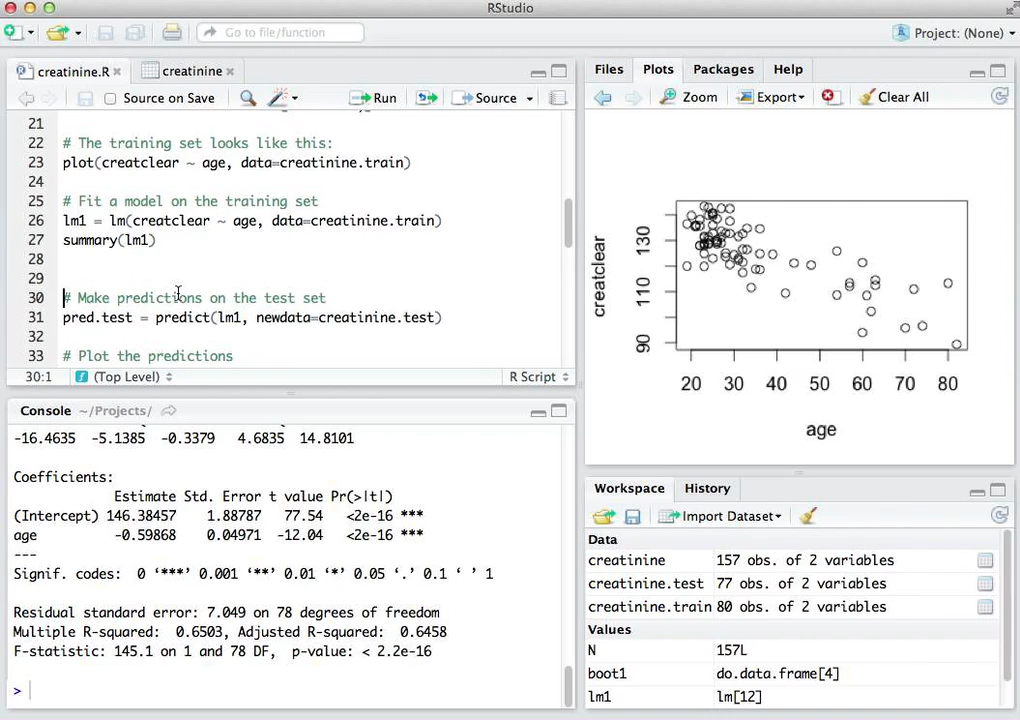 RStudio
Go to file/function
Project: (None)
creatinine.R
creatinine
Source on Save
Run
Source
21
22 # The training set looks like this:
23 plot(creatclear ~ age, data=creatinine.train)
24
25 # Fit a model on the training set
26 lm1 = lm(creatclear ~ age, data=creatinine.train)
27 summary(lm1)
28
29
30 # Make predictions on the test set
31 pred.test = predict(lm1, newdata=creatinine.test)
32
33 # Plot the predictions
30:1 (Top Level) R Script
Console ~/Projects/
-16.4635 -5.1385 -0.3379 4.6835 14.8101
Coefficients:
Estimate Std. Error t value Pr(>|t|)
(Intercept) 146.38457 1.88787 77.54 <2e-16 ***
age -0.59868 0.04971 -12.04 <2e-16 ***
---
Signif. codes: 0 ‘***’ 0.001 ‘**’ 0.01 ‘*’ 0.05 ‘.’ 0.1 ‘ ’ 1
Residual standard error: 7.049 on 78 degrees of freedom
Multiple R-squared: 0.6503, Adjusted R-squared: 0.6458
F-statistic: 145.1 on 1 and 78 DF, p-value: < 2.2e-16
>
Files Plots Packages Help
Zoom Export Clear All
creatclear
130
110
90
20 30 40 50 60 70 80
age
Workspace History
Import Dataset
Data
creatinine 157 obs. of 2 variables
creatinine.test 77 obs. of 2 variables
creatinine.train 80 obs. of 2 variables
Values
N 157L
boot1 do.data.frame[4]
lm1 lm[12]